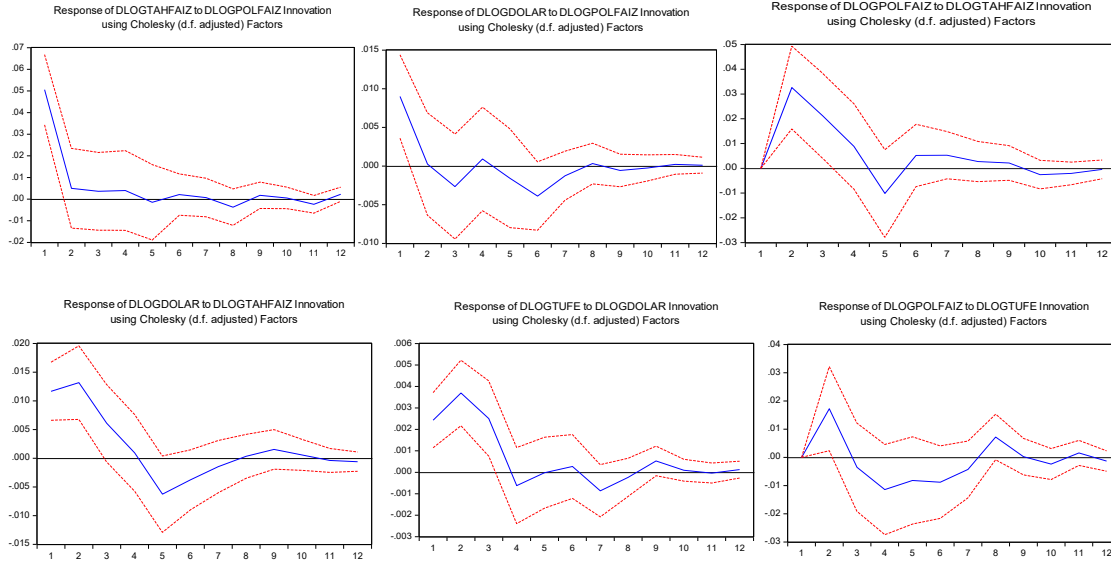 Response of DLOGTAHFAIZ to DLOGPOLFAIZ Innovation
using Cholesky (d.f. adjusted) Factors
.07
.06
.05
.04
.03
.02
.01
.00
-.01
-.02
1 2 3 4 5 6 7 8 9 10 11 12
Response of DLOGDOLAR to DLOGPOLFAIZ Innovation
using Cholesky (d.f. adjusted) Factors
.015
.010
.005
.000
-.005
-.010
1 2 3 4 5 6 7 8 9 10 11 12
Response of DLOGPOLFAIZ to DLOGTAHFAIZ Innovation
using Cholesky (d.f. adjusted) Factors
.05
.04
.03
.02
.01
.00
-.01
-.02
-.03
1 2 3 4 5 6 7 8 9 10 11 12
Response of DLOGDOLAR to DLOGTAHFAIZ Innovation
using Cholesky (d.f. adjusted) Factors
.020
.015
.010
.005
.000
-.005
-.010
-.015
1 2 3 4 5 6 7 8 9 10 11 12
Response of DLOGTUFE to DLOGDOLAR Innovation
using Cholesky (d.f. adjusted) Factors
.006
.005
.004
.003
.002
.001
.000
-.001
-.002
-.003
1 2 3 4 5 6 7 8 9 10 11 12
Response of DLOGPOLFAIZ to DLOGTUFE Innovation
using Cholesky (d.f. adjusted) Factors
.04
.03
.02
.01
.00
-.01
-.02
-.03
1 2 3 4 5 6 7 8 9 10 11 12